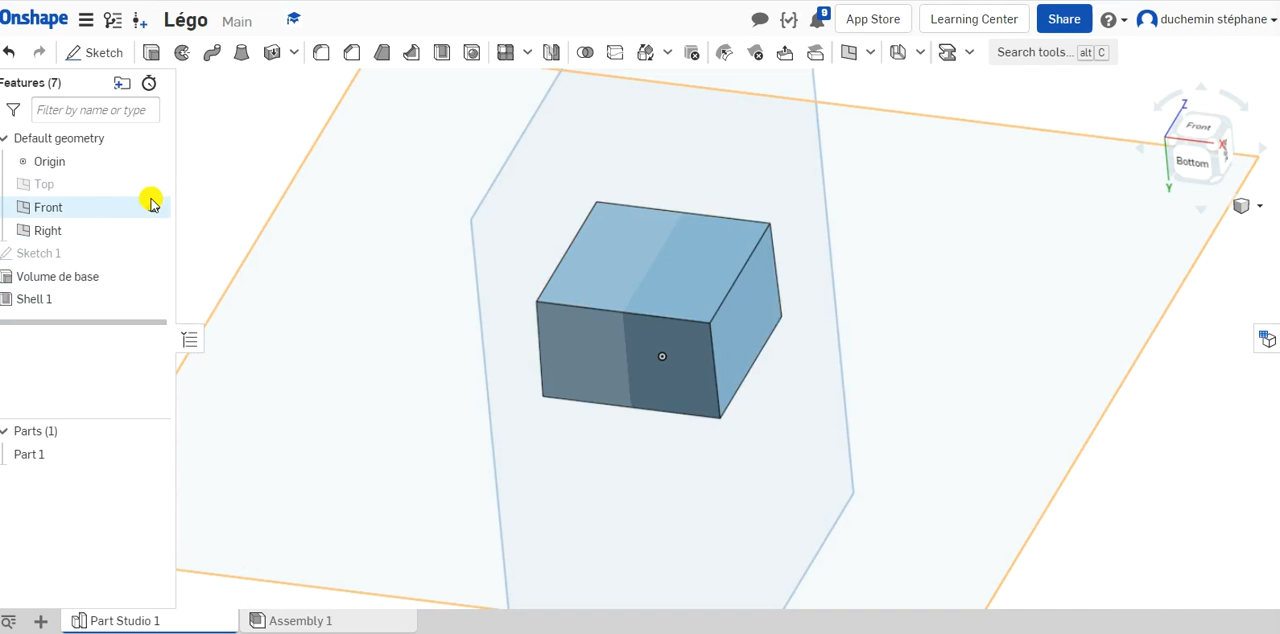 Onshape Légo Main 9 App Store Learning Center Share duchemin stéphane
Sketch Search tools... alt C
Features (7)
Filter by name or type
Default geometry
Origin
Top
Front
Right
Sketch 1
Volume de base
Shell 1
Parts (1)
Part 1
Z
Front
X
Bottom
Y
Part Studio 1 Assembly 1